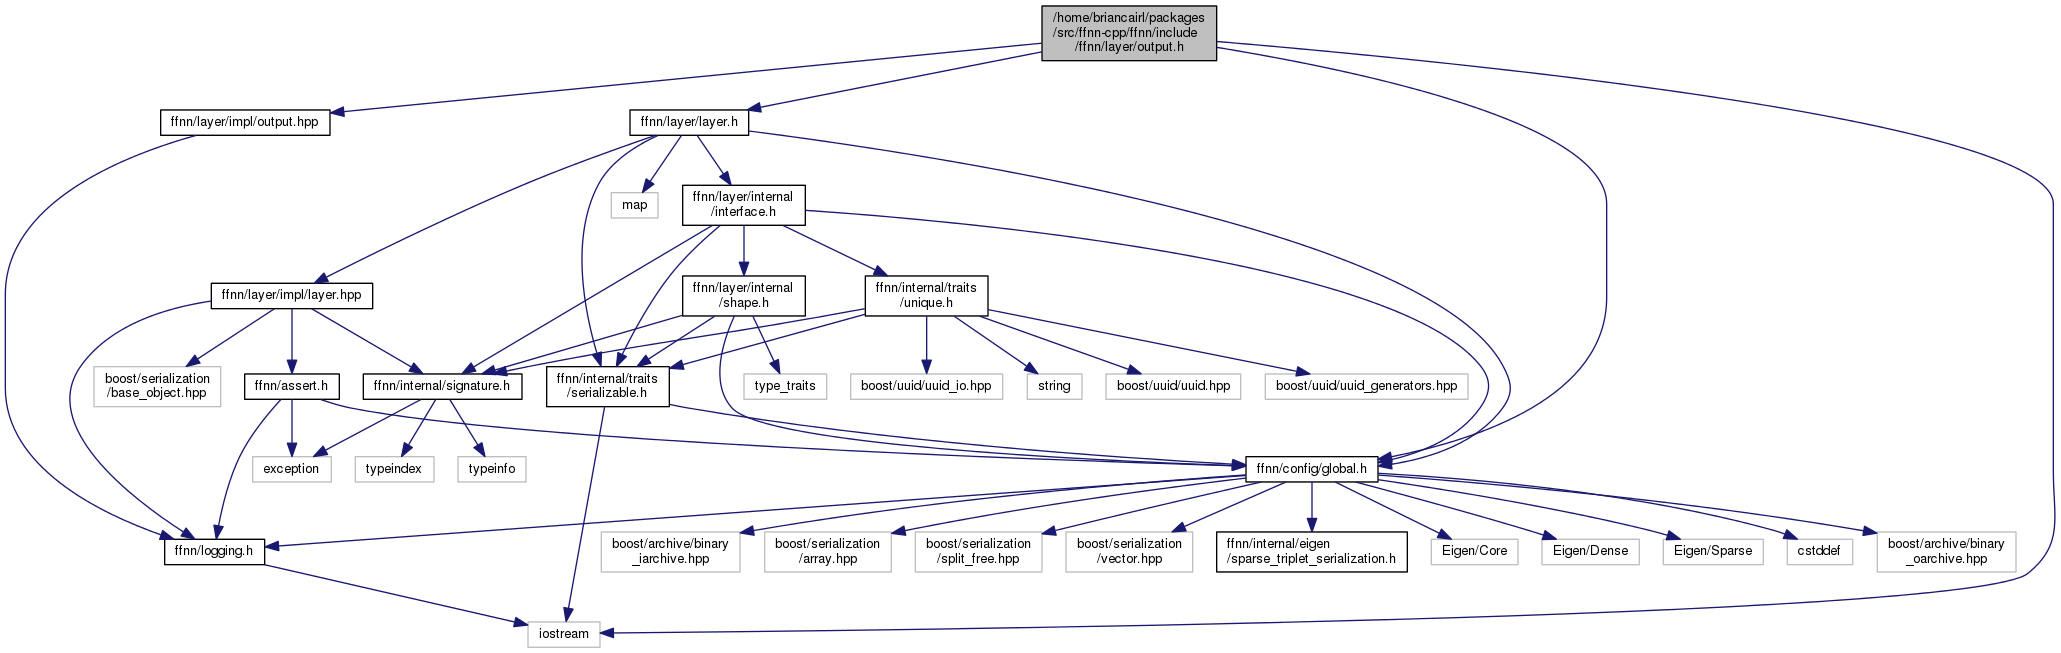 /home/briancairl/packages
/src/ffnn-cpp/ffnn/include
/ffnn/layer/output.h
ffnn/layer/impl/output.hpp
ffnn/layer/layer.h
map
ffnn/layer/internal
/interface.h
ffnn/layer/impl/layer.hpp
ffnn/layer/internal
/shape.h
ffnn/internal/traits
/unique.h
boost/serialization
/base_object.hpp
ffnn/assert.h
ffnn/internal/signature.h
ffnn/internal/traits
/serializable.h
type_traits
boost/uuid/uuid_io.hpp
string
boost/uuid/uuid.hpp
boost/uuid/uuid_generators.hpp
exception
typeindex
typeinfo
ffnn/config/global.h
ffnn/logging.h
boost/archive/binary
_iarchive.hpp
boost/serialization
/array.hpp
boost/serialization
/split_free.hpp
boost/serialization
/vector.hpp
ffnn/internal/eigen
/sparse_triplet_serialization.h
Eigen/Core
Eigen/Dense
Eigen/Sparse
cstddef
boost/archive/binary
_oarchive.hpp
iostream